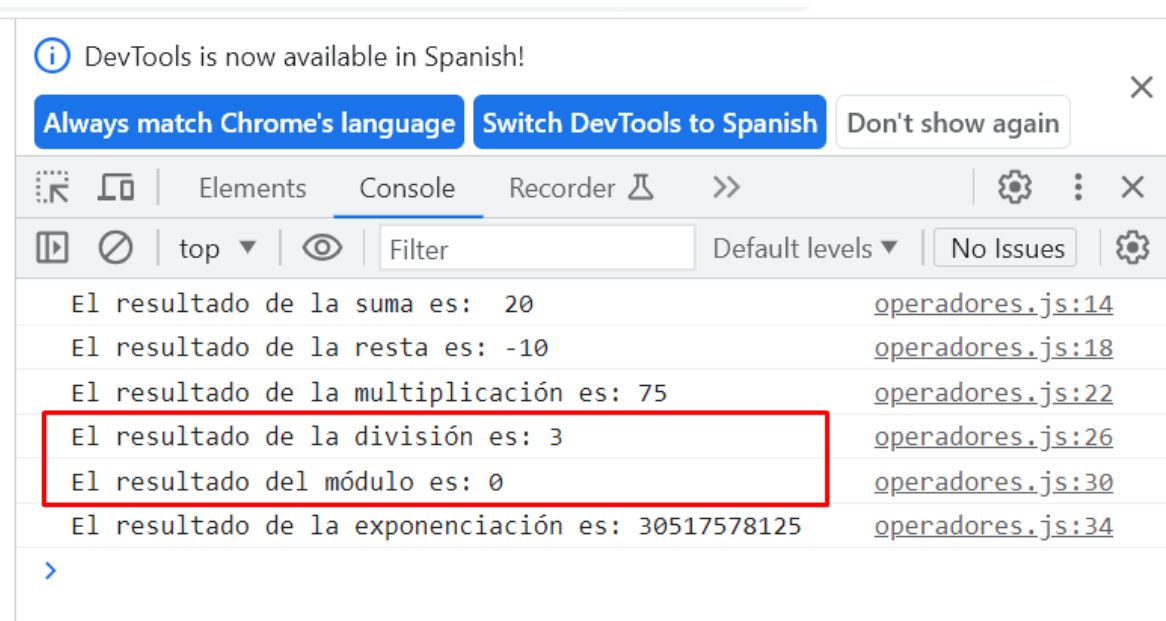 DevTools is now available in Spanish!
Always match Chrome's language Switch DevTools to Spanish Don't show again
Elements Console Recorder
top Filter Default levels No Issues
El resultado de la suma es:  20 operadores.js:14
El resultado de la resta es: -10 operadores.js:18
El resultado de la multiplicación es: 75 operadores.js:22
El resultado de la división es: 3 operadores.js:26
El resultado del módulo es: 0 operadores.js:30
El resultado de la exponenciación es: 30517578125 operadores.js:34